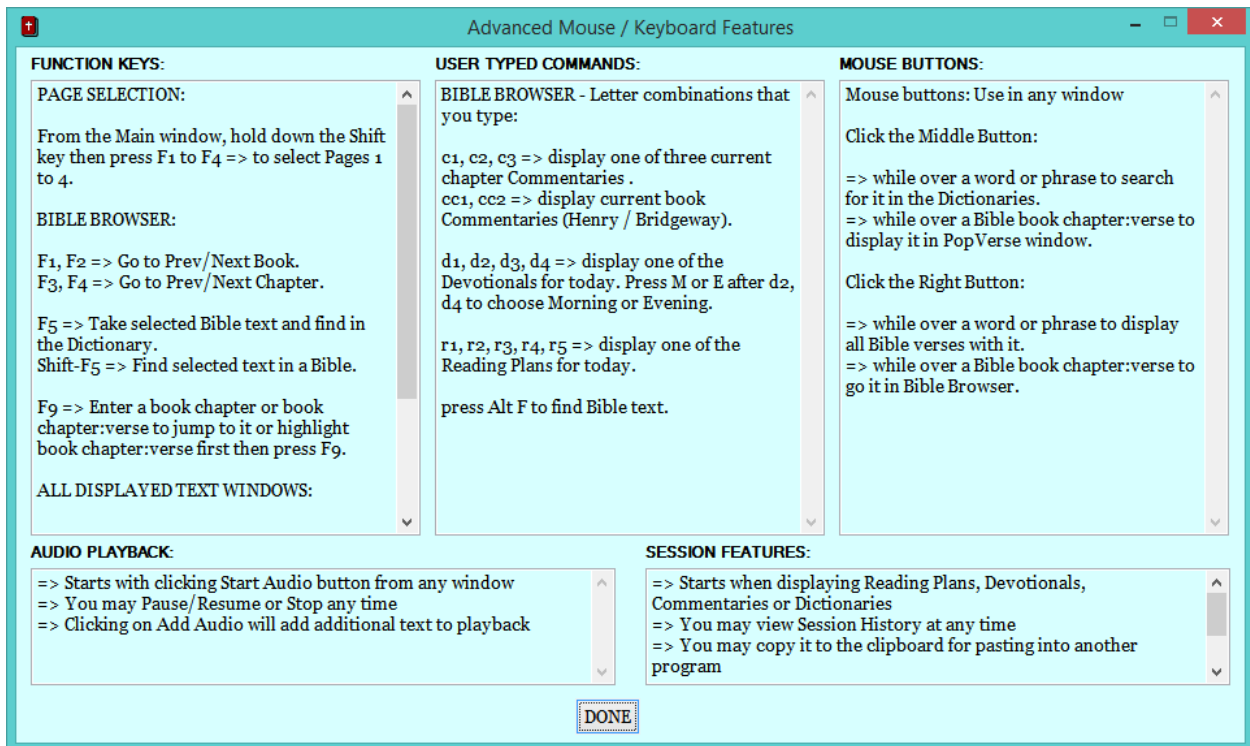 Advanced Mouse / Keyboard Features
FUNCTION KEYS:
PAGE SELECTION:
From the Main window, hold down the Shift
key then press F1 to F4 => to select Pages 1
to 4.
BIBLE BROWSER:
F1, F2 => Go to Prev/Next Book.
F3, F4 => Go to Prev/Next Chapter.
F5 => Take selected Bible text and find in
the Dictionary.
Shift-F5 => Find selected text in a Bible.
F9 => Enter a book chapter or book
chapter:verse to jump to it or highlight
book chapter:verse first then press F9.
ALL DISPLAYED TEXT WINDOWS:
USER TYPED COMMANDS:
BIBLE BROWSER - Letter combinations that
you type:
c1, c2, c3 => display one of three current
chapter Commentaries .
cc1, cc2 => display current book
Commentaries (Henry / Bridgeway).
d1, d2, d3, d4 => display one of the
Devotionals for today. Press M or E after d2,
d4 to choose Morning or Evening.
r1, r2, r3, r4, r5 => display one of the
Reading Plans for today.
press Alt F to find Bible text.
MOUSE BUTTONS:
Mouse buttons: Use in any window
Click the Middle Button:
=> while over a word or phrase to search
for it in the Dictionaries.
=> while over a Bible book chapter:verse to
display it in PopVerse window.
Click the Right Button:
=> while over a word or phrase to display
all Bible verses with it.
=> while over a Bible book chapter:verse to
go it in Bible Browser.
AUDIO PLAYBACK:
=> Starts with clicking Start Audio button from any window
=> You may Pause/Resume or Stop any time
=> Clicking on Add Audio will add additional text to playback
SESSION FEATURES:
=> Starts when displaying Reading Plans, Devotionals,
Commentaries or Dictionaries
=> You may view Session History at any time
=> You may copy it to the clipboard for pasting into another
program
DONE